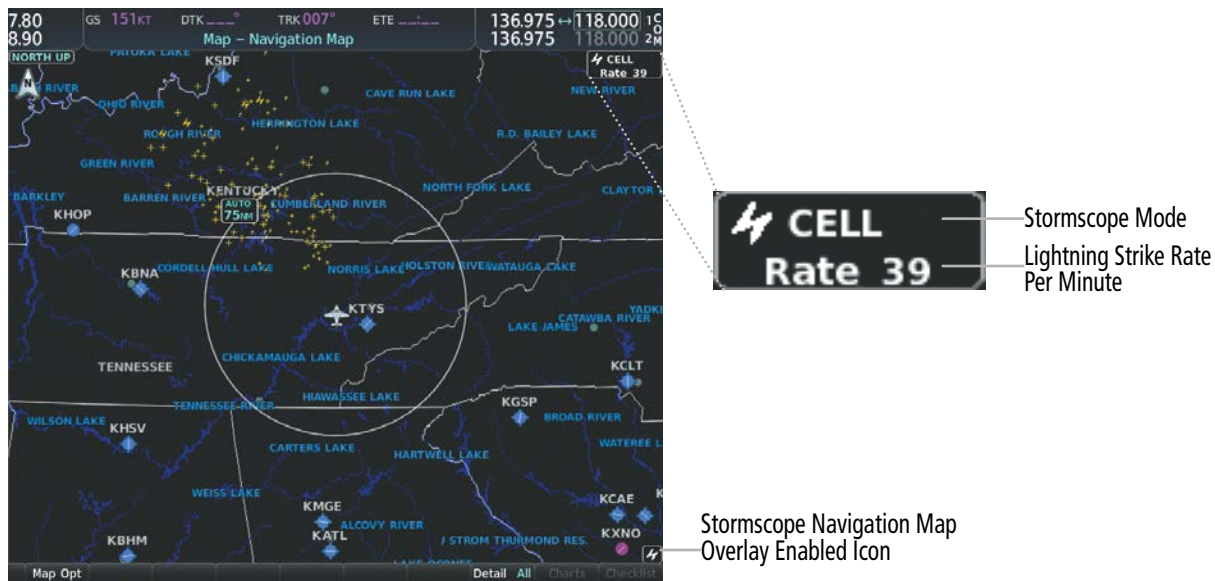 7.80 GS 151KT DTK ___° TRK 007° ETE __:__ 136.975 ↔ 118.000 1 C
8.90 Map – Navigation Map 136.975 118.000 2 M
O
NORTH UP
N
PATOKA LAKE
KSDF
CELL
Rate 39
RIVER
CAVE RUN LAKE
NEW RIVER
OHIO RIVER
HERRINGTON LAKE
ROUGH RIVER
R.D. BAILEY LAKE
GREEN RIVER
KENTUCKY
NORTH FORK LAKE
CLAYTOR
BARKLEY
BARREN RIVER
AUTO
75NM
CUMBERLAND RIVER
KHOP
KBNA
CORDELL HULL LAKE
NORRIS LAKE
HOLSTON RIVER
WATAUGA LAKE
KTYS
YADKI
CATAWBA RIVER
LAKE JAMES
CHICKAMAUGA LAKE
TENNESSEE
KCLT
HIAWASSEE LAKE
TENNESSEE RIVER
KGSP
BROAD RIVER
WILSON LAKE
KHSV
WATEREE L
CARTERS LAKE
HARTWELL LAKE
WEISS LAKE
KCAE
K
KMGE
ALCOVY RIVER
KATL
KBHM
J STROM THURMOND RES.
KXNO
LAKE OCONEE
Map Opt Detail All Charts Checklist
CELL
Rate 39
Stormscope Mode
Lightning Strike Rate
Per Minute
Stormscope Navigation Map
Overlay Enabled Icon